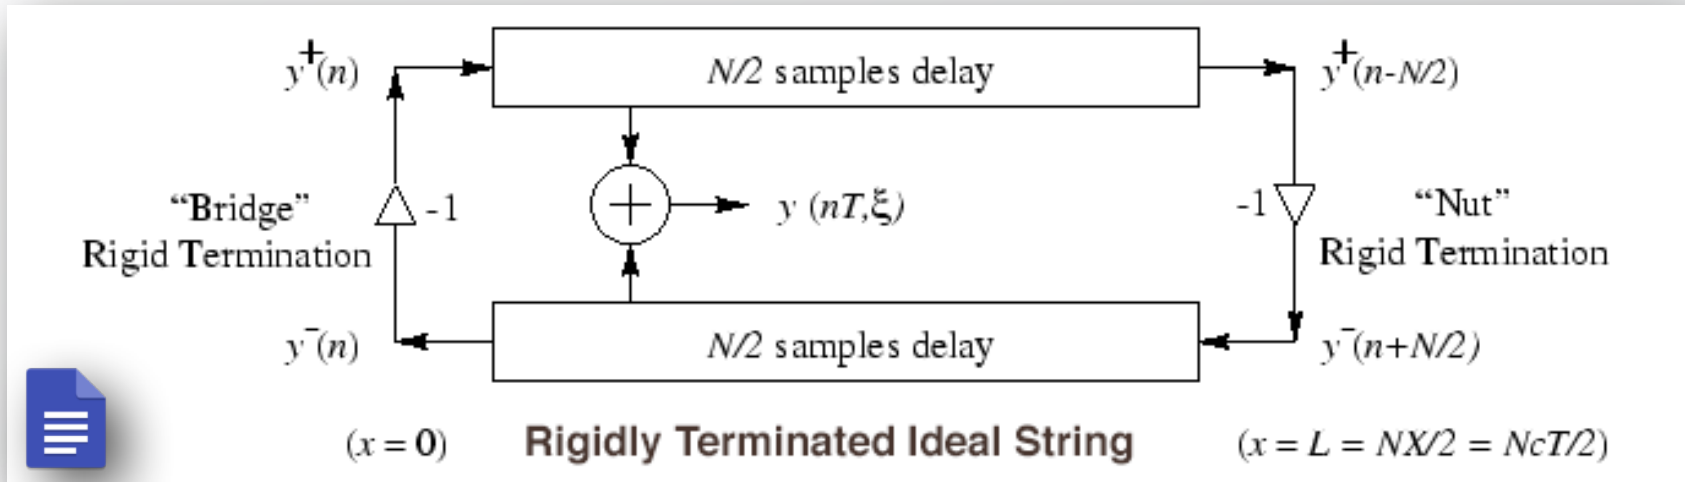 y⁺(n)
N/2 samples delay
y⁺(n-N/2)
“Bridge”
Rigid Termination
-1
+
y (nT,ξ)
-1
“Nut”
Rigid Termination
y⁻(n)
N/2 samples delay
y⁻(n+N/2)
(x = 0)
Rigidly Terminated Ideal String
(x = L = NX/2 = NcT/2)